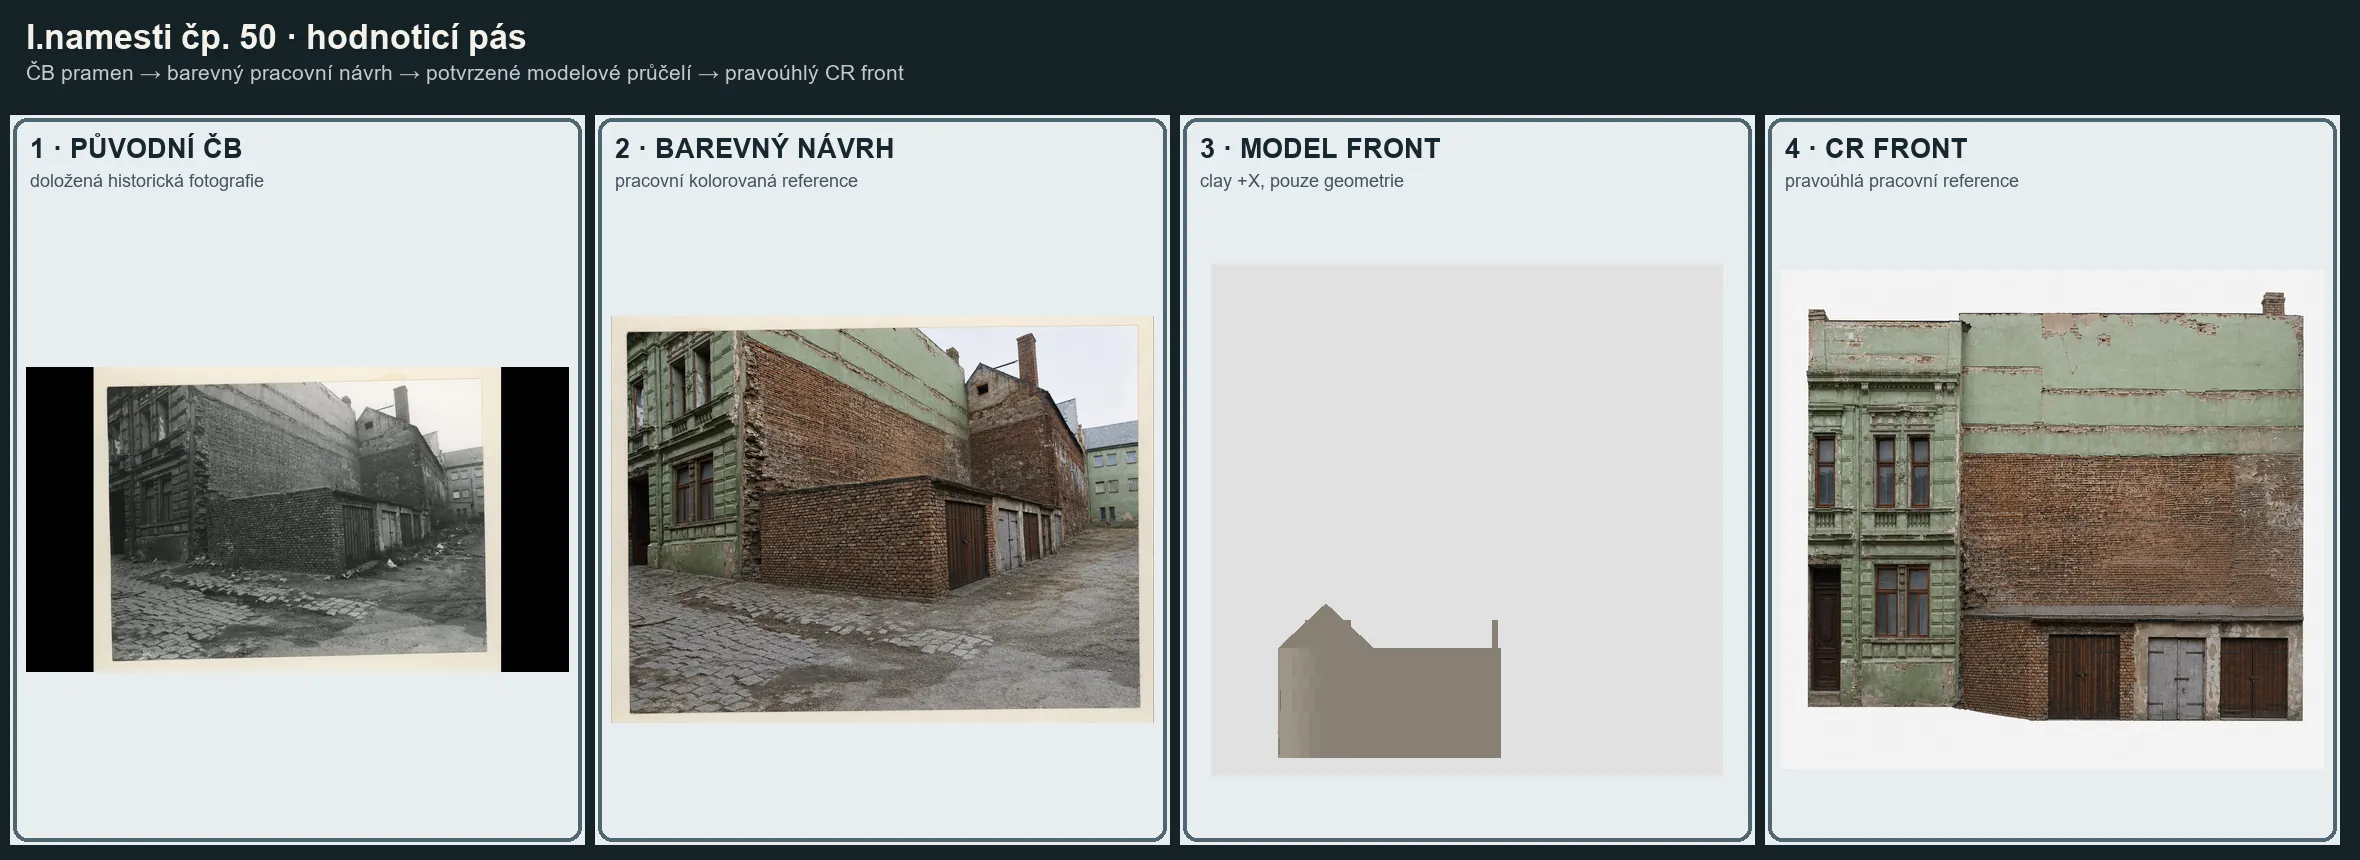 I.namesti čp. 50 · hodnoticí pás
ČB pramen → barevný pracovní návrh → potvrzené modelové průčelí → pravoúhlý CR front
1 · PŮVODNÍ ČB
doložená historická fotografie
2 · BAREVNÝ NÁVRH
pracovní kolorovaná reference
3 · MODEL FRONT
clay +X, pouze geometrie
4 · CR FRONT
pravoúhlá pracovní reference